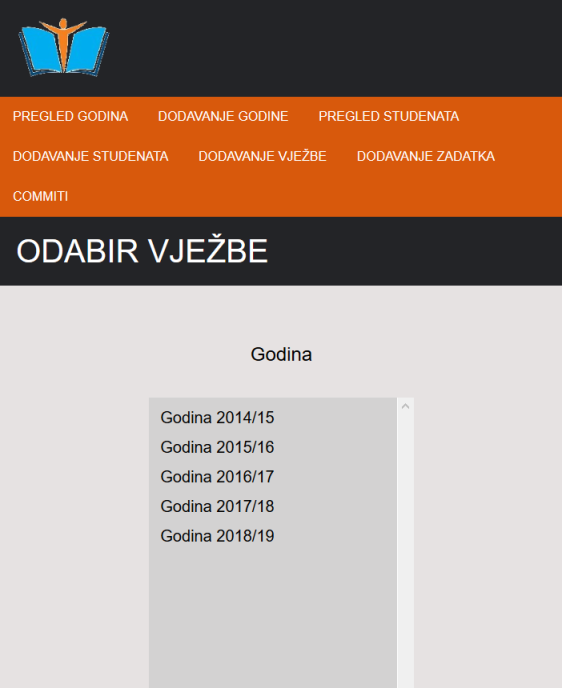 PREGLED GODINA DODAVANJE GODINE PREGLED STUDENATA
DODAVANJE STUDENATA DODAVANJE VJEŽBE DODAVANJE ZADATKA
COMMITI
ODABIR VJEŽBE
Godina
Godina 2014/15
Godina 2015/16
Godina 2016/17
Godina 2017/18
Godina 2018/19